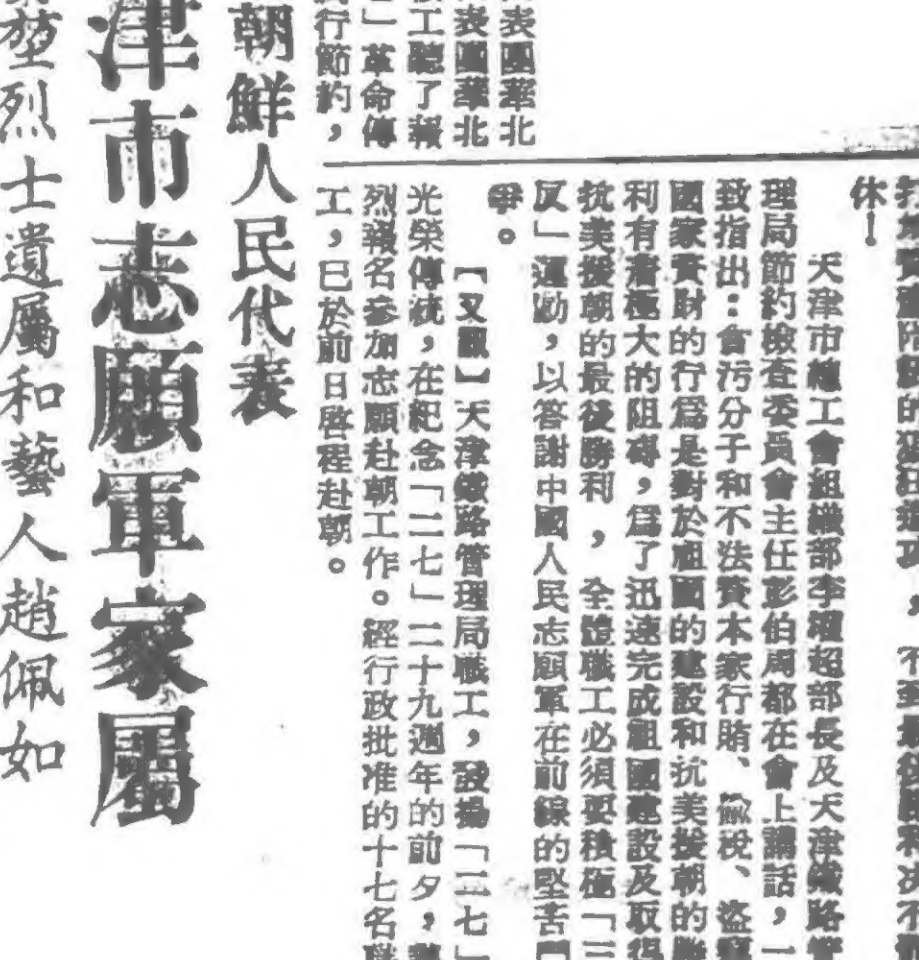 休！
天津市總工會組織部李耀超部長及天津鐵路管
理局節約檢查委員會主任彭伯周都在會上講話，一
致指出：貪污分子和不法資本家行賄、偸稅、盜竊
國家資財的行爲是對於祖國的建設和抗美援朝的勝
利有着極大的阻碍，爲了迅速完成祖國建設及取得
抗美援朝的最後勝利，全體職工必須要積極「三
反」運動，以答謝中國人民志願軍在前線的堅苦鬥
爭。
【又訊】天津鐵路管理局職工，發揚「二七」
光榮傳統，在紀念「二七」二十九週年的前夕，
烈報名參加志願赴朝工作。經行政批准的十七名職
工，已於前日啓程赴朝。
表團華北
表團華北
工聽了報
」革命傳
行節約，
朝鮮人民代表
津市志願軍家屬
堃烈士遺屬和藝人趙佩如